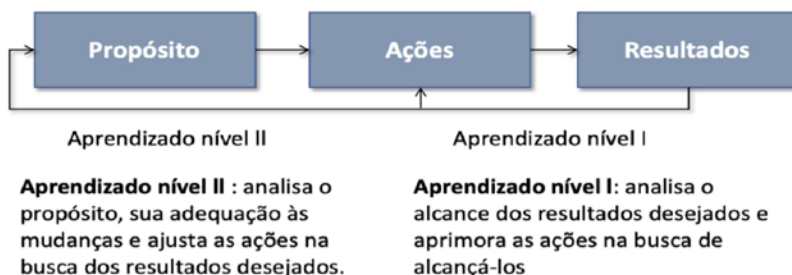 Propósito
Ações
Resultados
Aprendizado nível II
Aprendizado nível I
Aprendizado nível II : analisa o
propósito, sua adequação às
mudanças e ajusta as ações na
busca dos resultados desejados.
Aprendizado nível I: analisa o
alcance dos resultados desejados e
aprimora as ações na busca de
alcançá-los